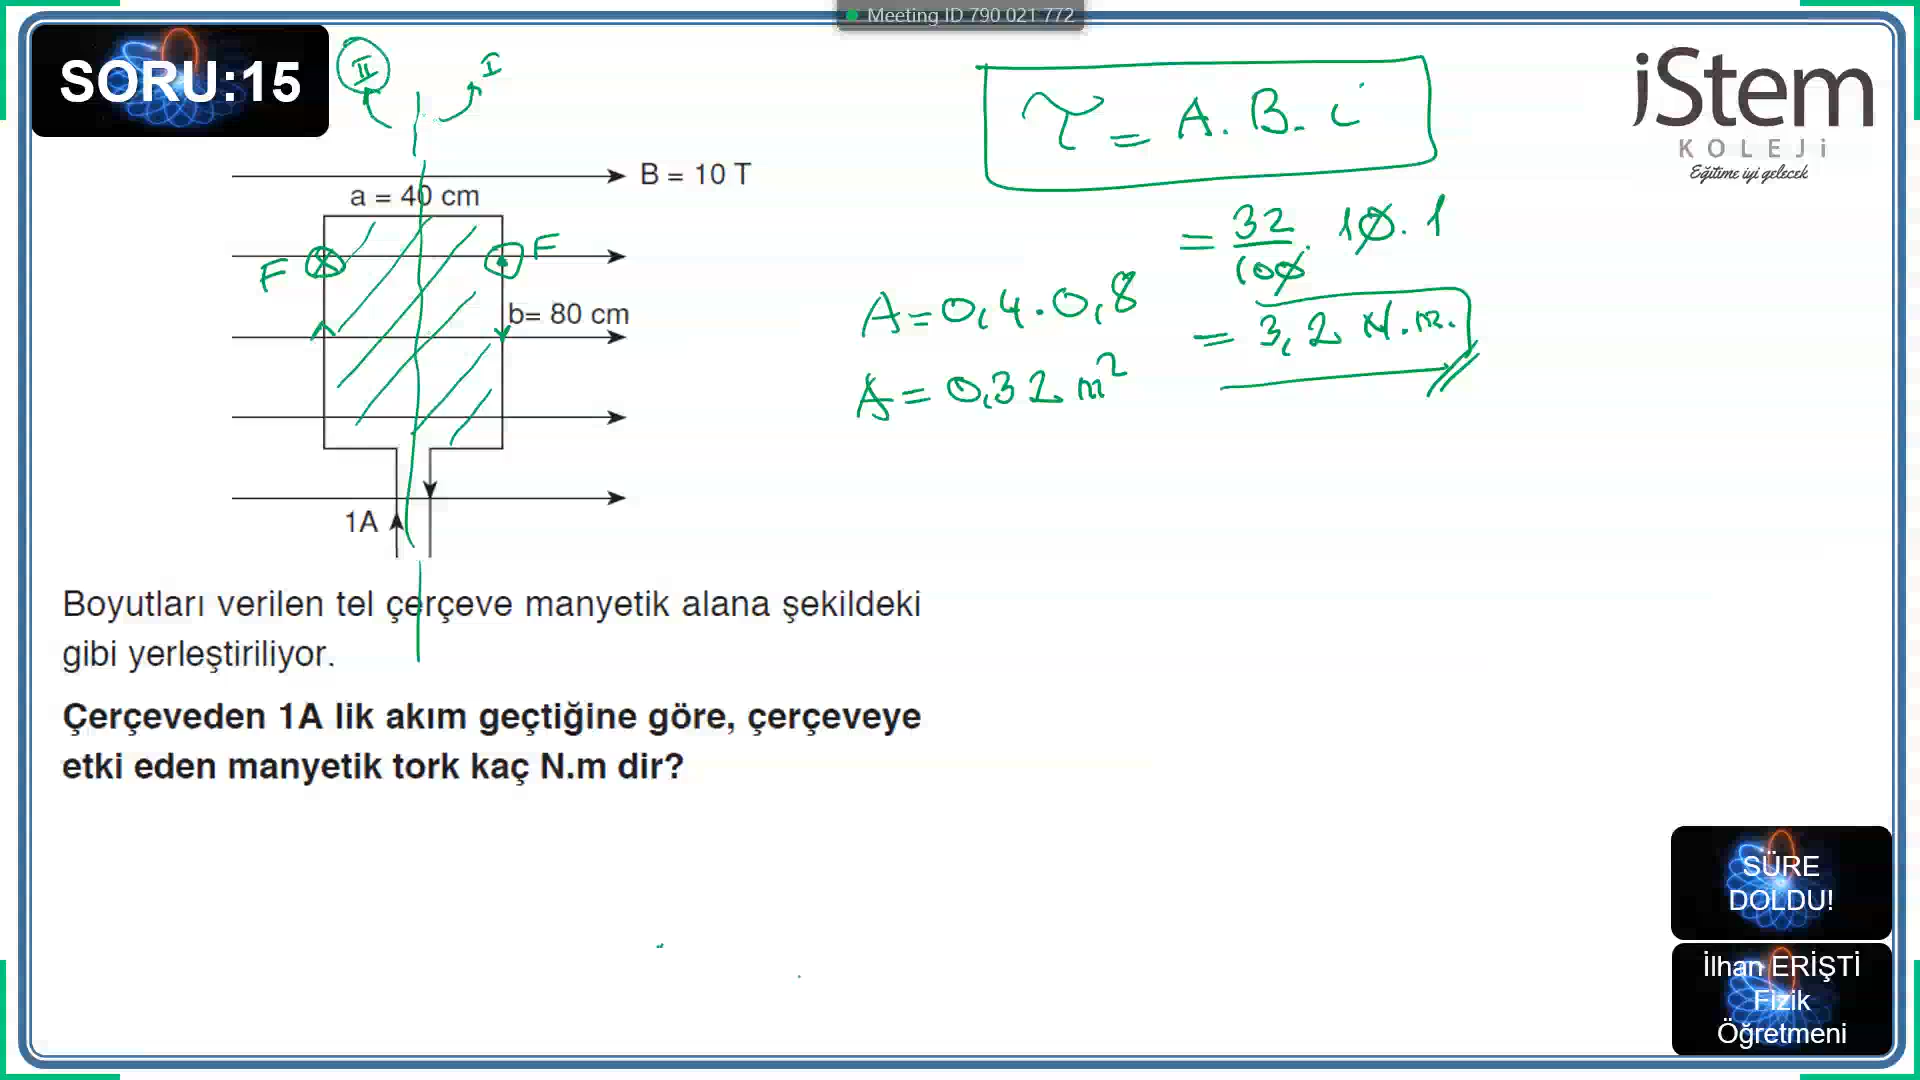 Meeting ID 790 021 772
SORU:15
II
I
τ = A. B. i
iStem
KOLEJi
Eğitime iyi gelecek
B = 10 T
a = 40 cm
F
F
b= 80 cm
1A
= 32/100 . 10 . 1
A = 0,4 . 0,8
= 3,2 N.m.
A = 0,32 m²
Boyutları verilen tel çerçeve manyetik alana şekildeki
gibi yerleştiriliyor.
Çerçeveden 1A lik akım geçtiğine göre, çerçeveye
etki eden manyetik tork kaç N.m dir?
SÜRE
DOLDU!
İlhan ERİŞTİ
Fizik
Öğretmeni